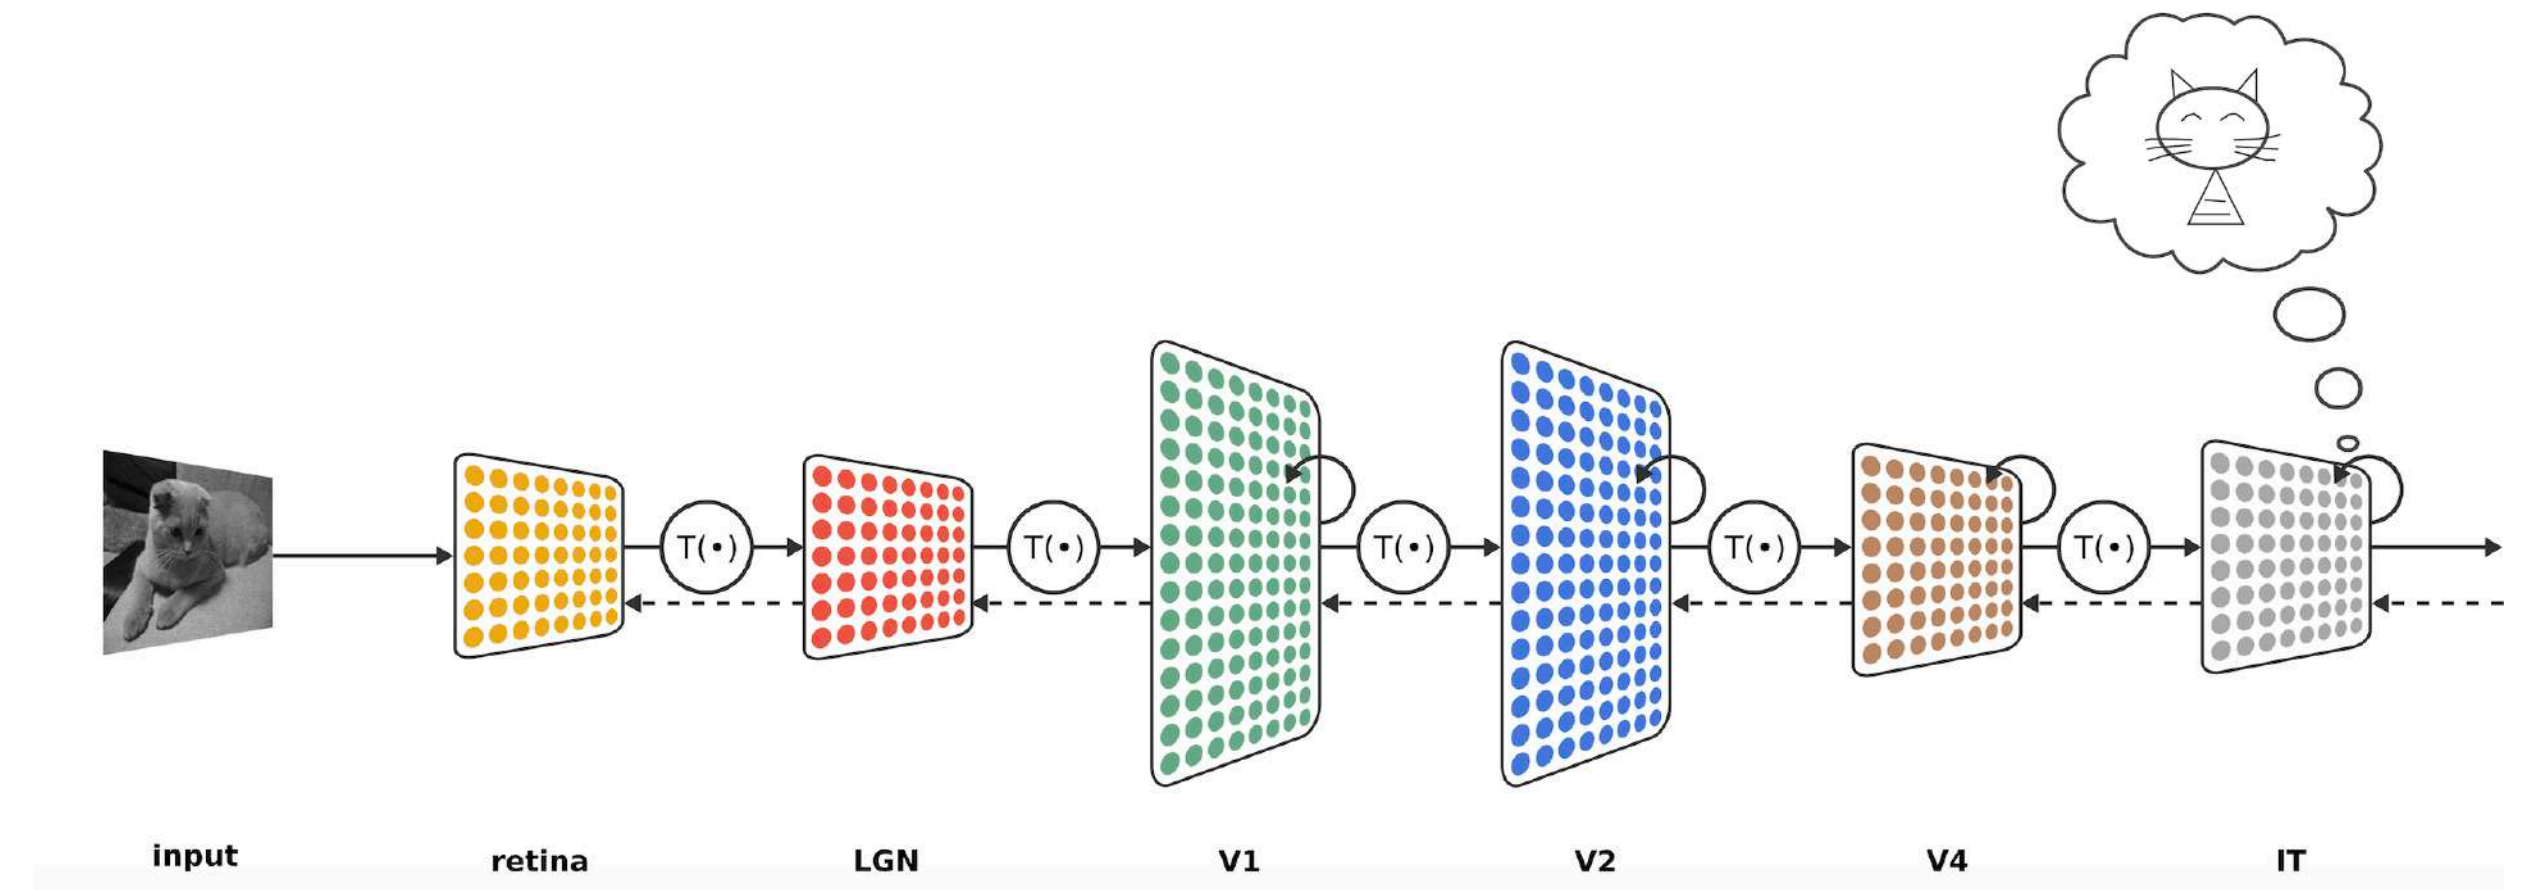 T(•)
T(•)
T(•)
T(•)
T(•)
input
retina
LGN
V1
V2
V4
IT